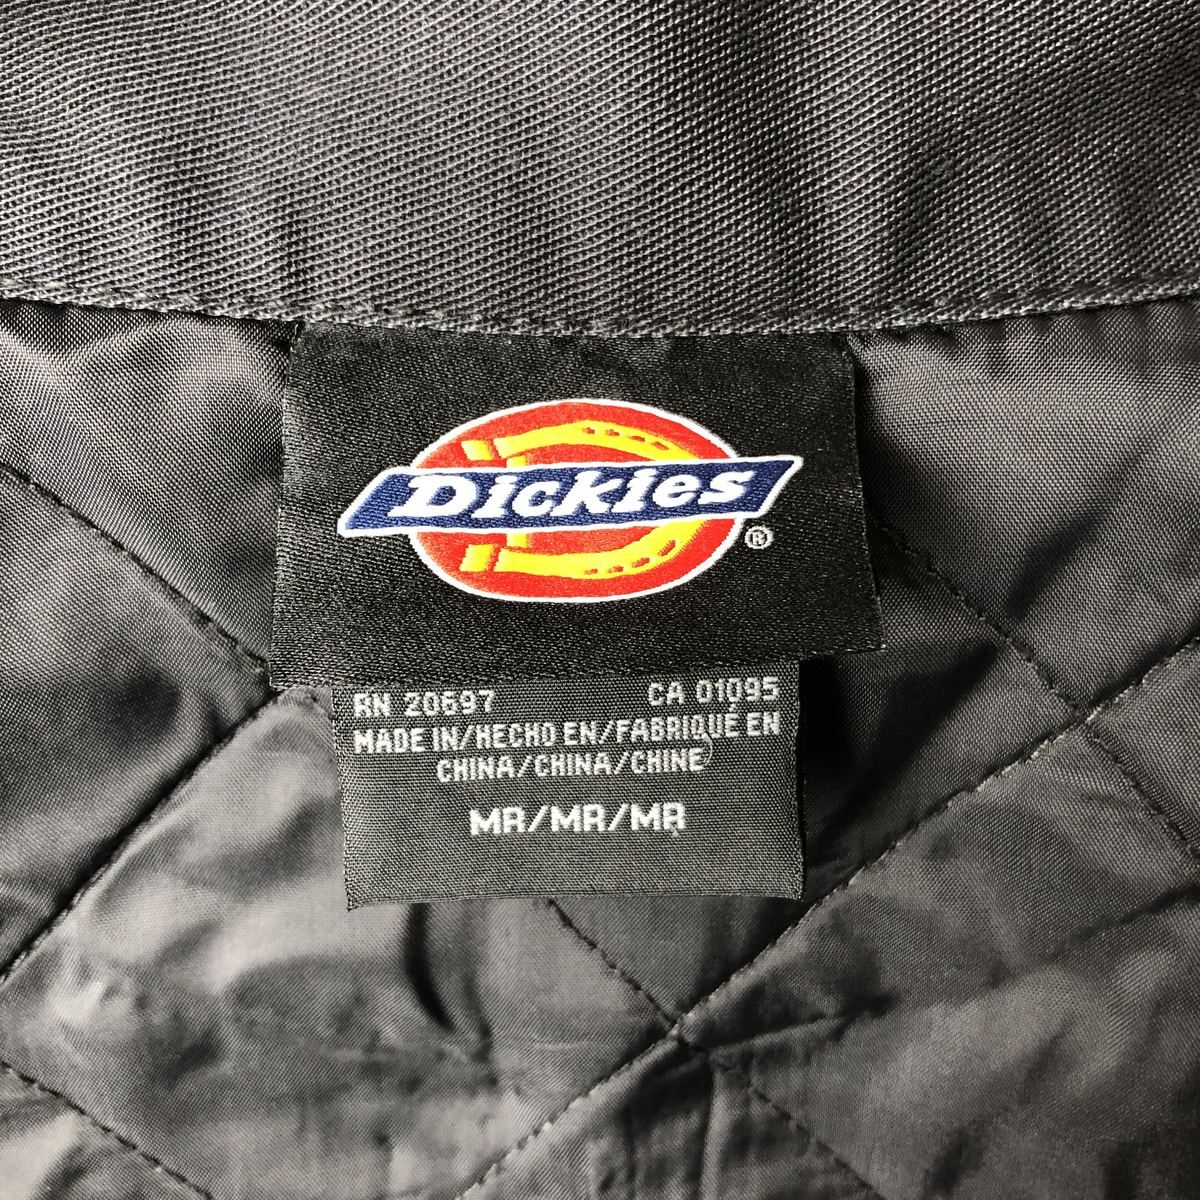 Dickies®
RN 20697 CA 01095
MADE IN/HECHO EN/FABRIQUÉ EN
CHINA/CHINA/CHINE
MR/MR/MR